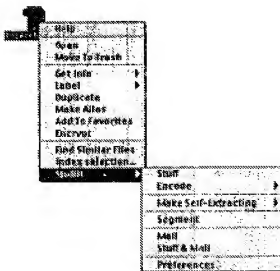 Help
Open
Move To Trash
Get Info
Label
Duplicate
Make Alias
Add To Favorites
Encrypt
Find Similar Files
Index selection...
StuffIt
Stuff
Encode
Make Self-Extracting
Segment
Mail
Stuff & Mail
Preferences...